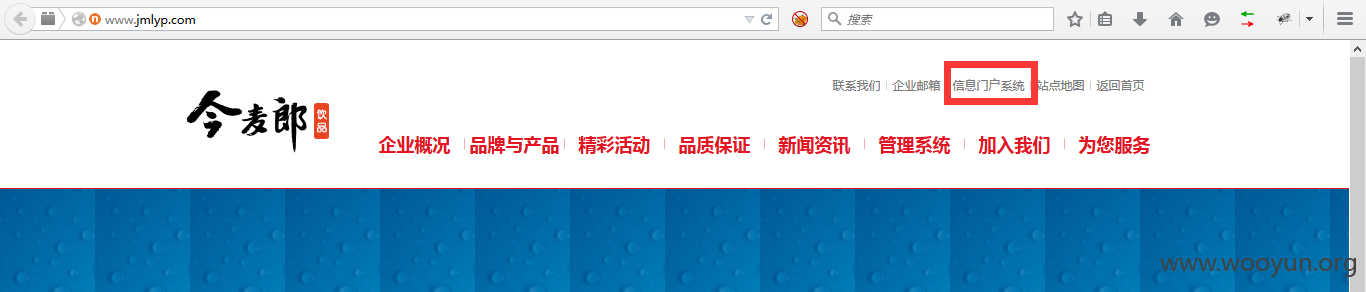 www.jmlyp.com
搜索
联系我们 企业邮箱 信息门户系统 站点地图 返回首页
今麦郎 饮品
企业概况 品牌与产品 精彩活动 品质保证 新闻资讯 管理系统 加入我们 为您服务
www.wooyun.org